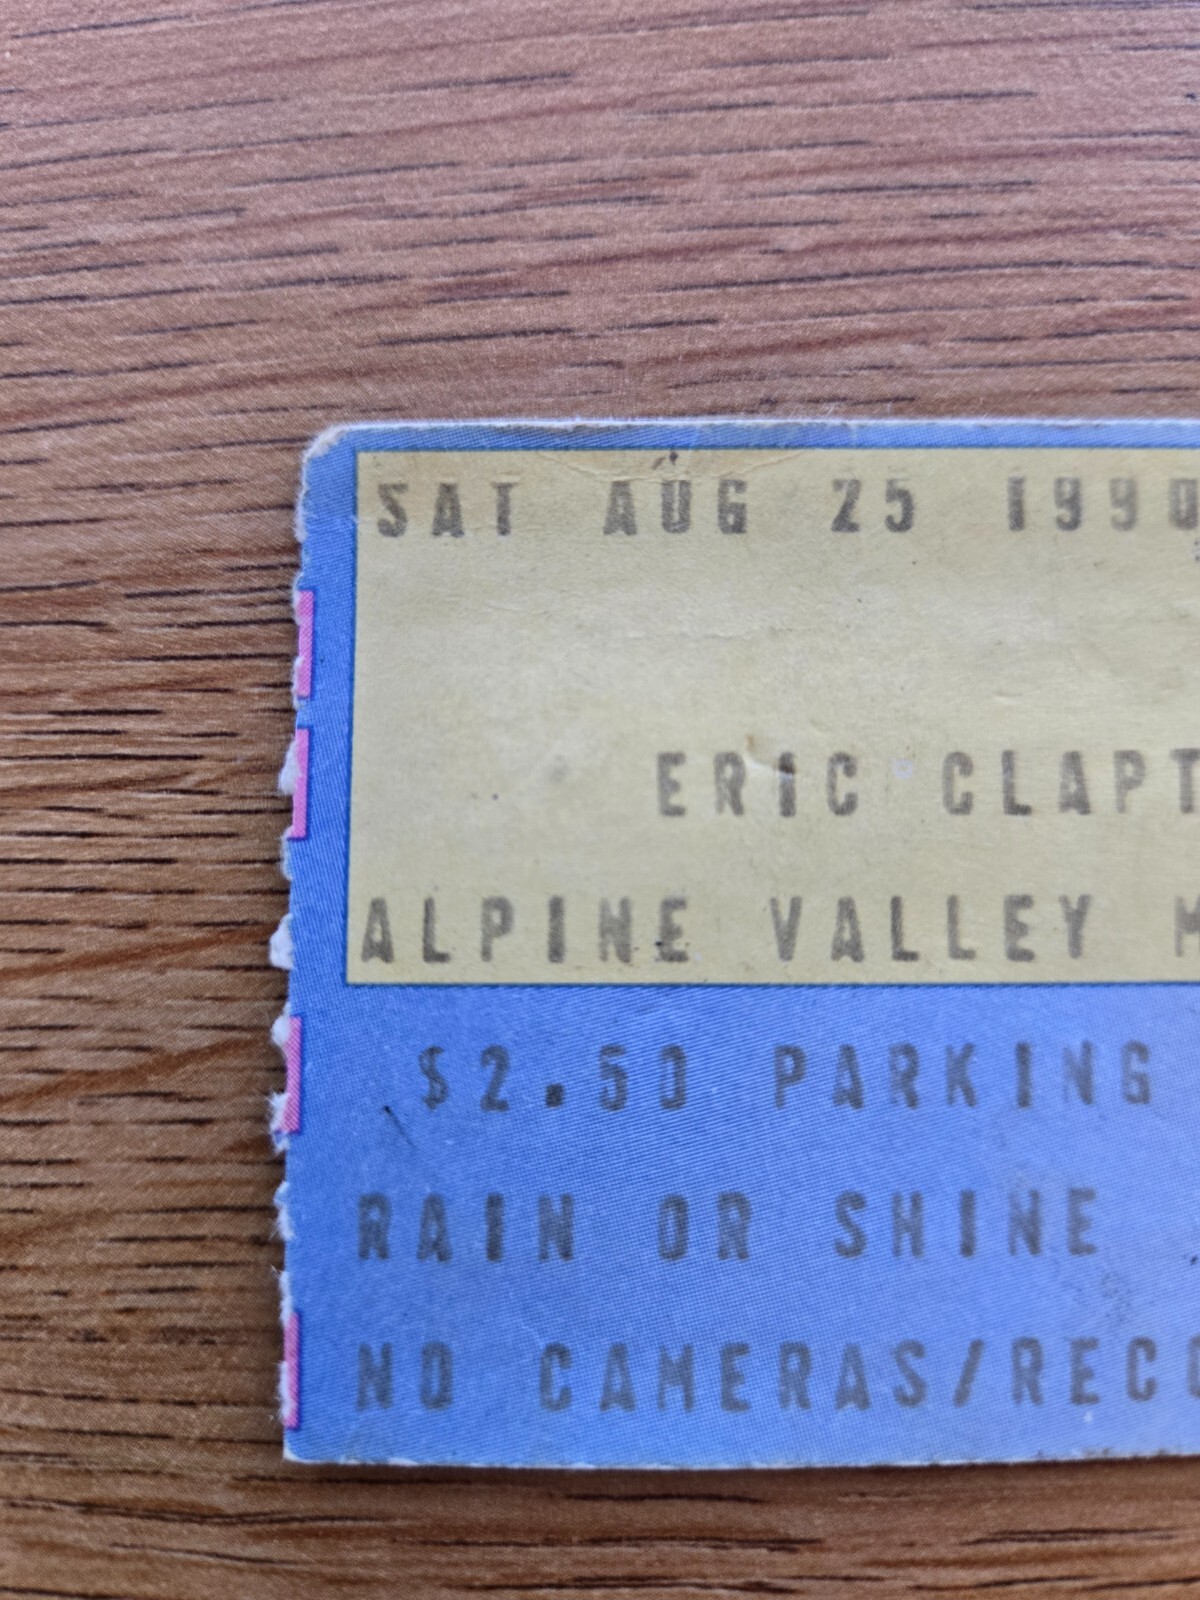 SAT AUG 25 1990
ERIC CLAPT
ALPINE VALLEY M
$2.50 PARKING
RAIN OR SHINE
NO CAMERAS/RECO